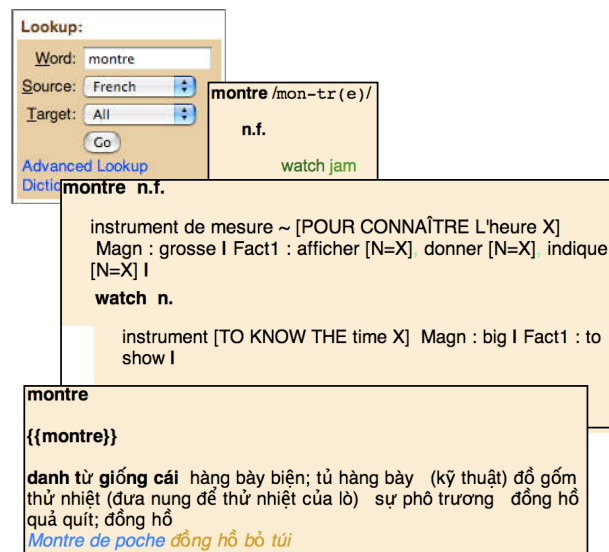 Lookup:
Word: montre
Source: French
Target: All
Go
Advanced Lookup
montre /mon-tr(e)/
n.f.
watch jam
montre n.f.
instrument de mesure ~ [POUR CONNAÎTRE L'heure X]
Magn : grosse I Fact1 : afficher [N=X], donner [N=X], indique
[N=X] I
watch n.
instrument [TO KNOW THE time X] Magn : big I Fact1 : to
show I
montre
{{montre}}
danh từ giống cái hàng bày biện; tủ hàng bày (kỹ thuật) đồ gốm
thử nhiệt (đưa nung để thử nhiệt của lò) sự phô trương đồng hồ
quả quít; đồng hồ
Montre de poche đồng hồ bỏ túi